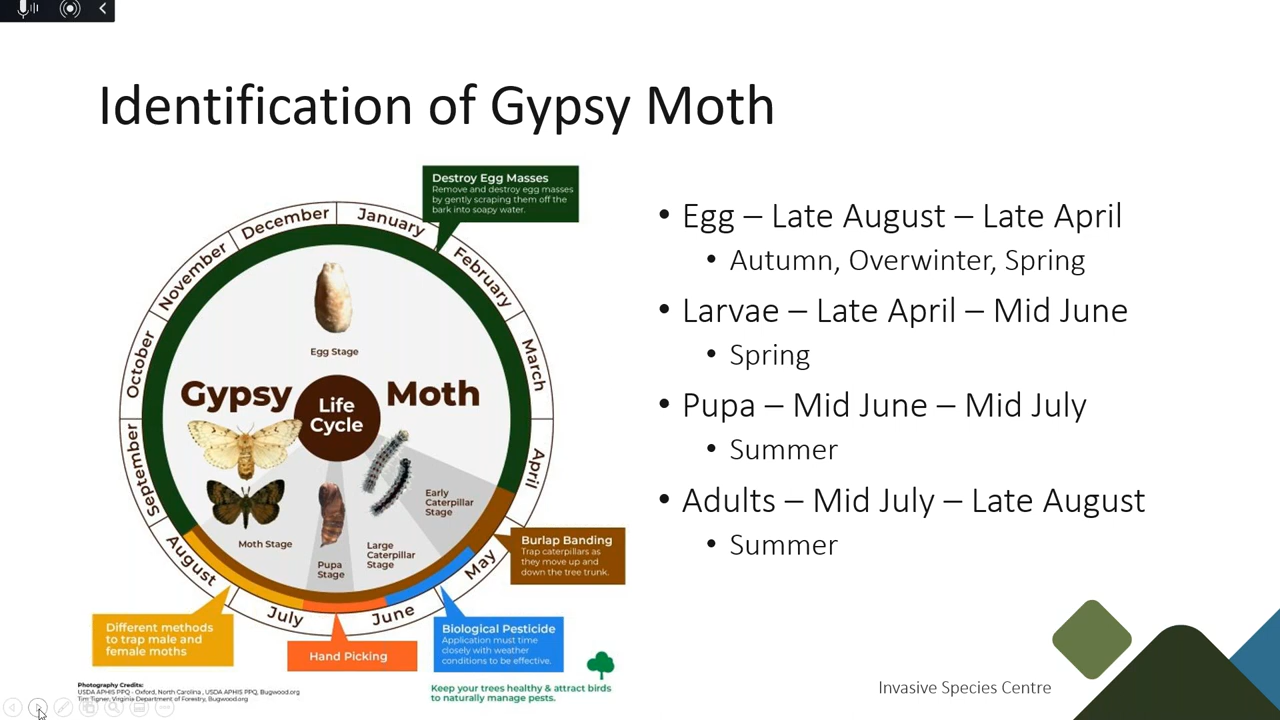 Identification of Gypsy Moth
Destroy Egg Masses
Remove and destroy egg masses
by gently scraping them off the
bark into soapy water.
December
January
November
February
October
March
September
April
August
May
July
June
Egg Stage
Gypsy
Moth
Life
Cycle
Early
Caterpillar
Stage
Moth Stage
Large
Caterpillar
Stage
Pupa
Stage
Burlap Banding
Trap caterpillars as
they move up and
down the tree trunk.
Different methods
to trap male and
female moths
Hand Picking
Biological Pesticide
Application must time
closely with weather
conditions to be effective.
Keep your trees healthy & attract birds
to naturally manage pests.
Photography Credits:
USDA APHIS PPQ - Oxford, North Carolina , USDA APHIS PPQ, Bugwood.org
Tim Tigner, Virginia Department of Forestry, Bugwood.org
• Egg – Late August – Late April
• Autumn, Overwinter, Spring
• Larvae – Late April – Mid June
• Spring
• Pupa – Mid June – Mid July
• Summer
• Adults – Mid July – Late August
• Summer
Invasive Species Centre